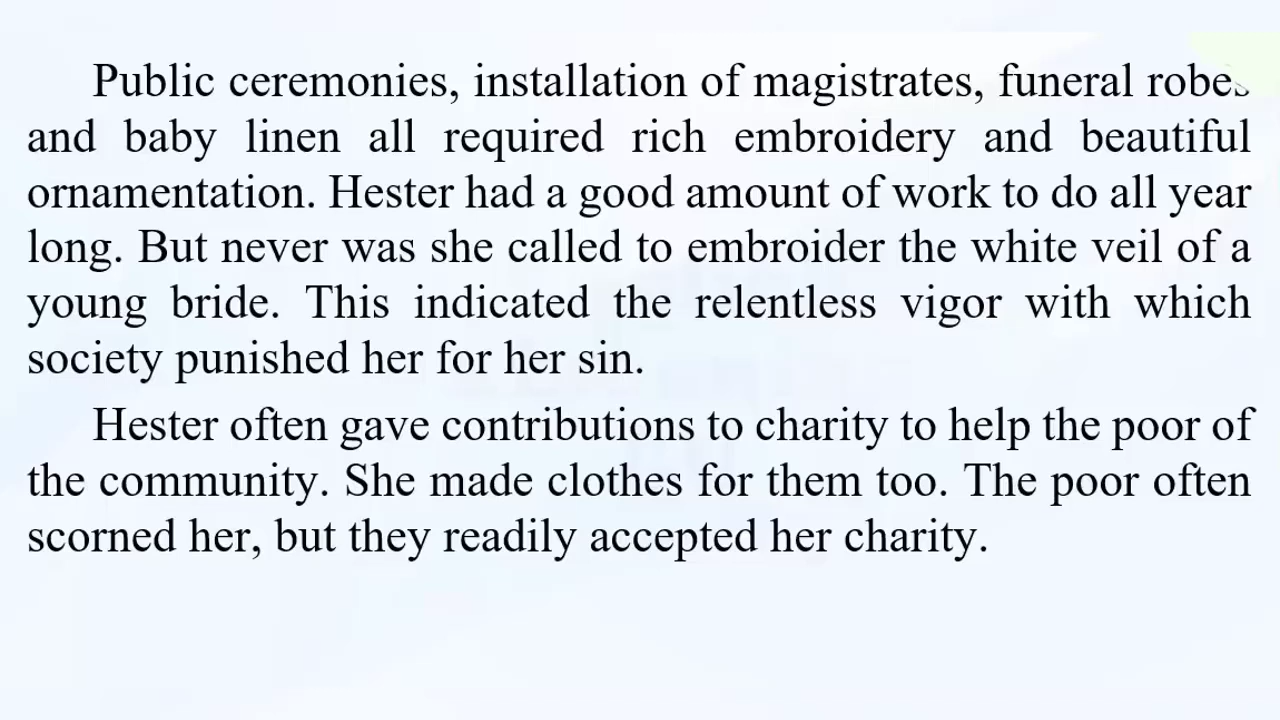 Public ceremonies, installation of magistrates, funeral robes
and baby linen all required rich embroidery and beautiful
ornamentation. Hester had a good amount of work to do all year
long. But never was she called to embroider the white veil of a
young bride. This indicated the relentless vigor with which
society punished her for her sin.
Hester often gave contributions to charity to help the poor of
the community. She made clothes for them too. The poor often
scorned her, but they readily accepted her charity.